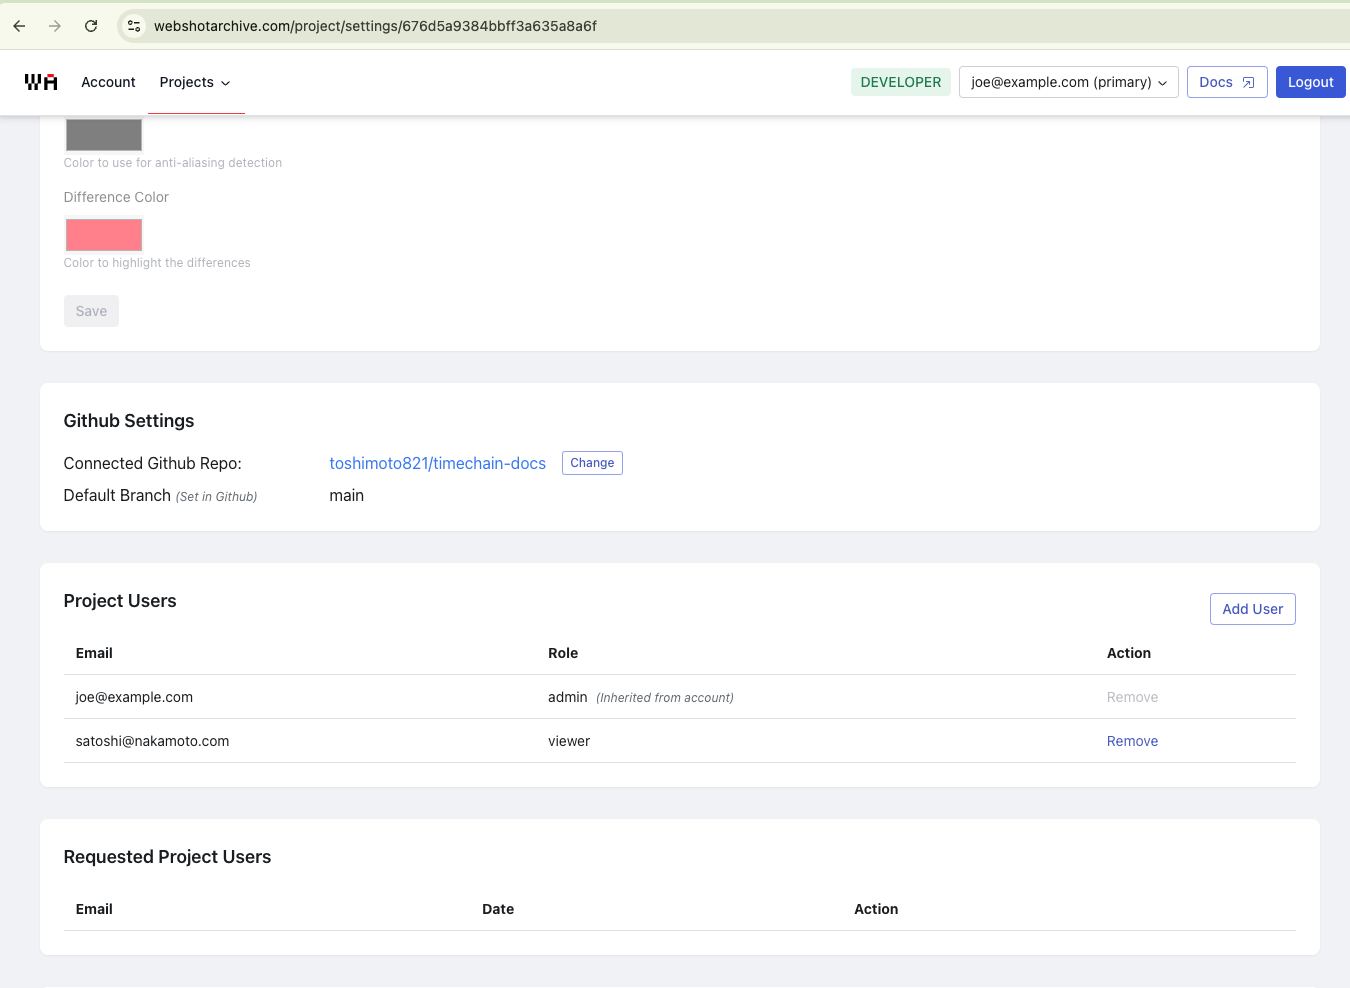 webshotarchive.com/project/settings/676d5a9384bbff3a635a8a6f
WA Account Projects DEVELOPER joe@example.com (primary) Docs Logout
Color to use for anti-aliasing detection
Difference Color
Color to highlight the differences
Save
Github Settings
Connected Github Repo: toshimoto821/timechain-docs Change
Default Branch (Set in Github) main
Project Users
Add User
Email Role Action
joe@example.com admin (Inherited from account) Remove
satoshi@nakamoto.com viewer Remove
Requested Project Users
Email Date Action